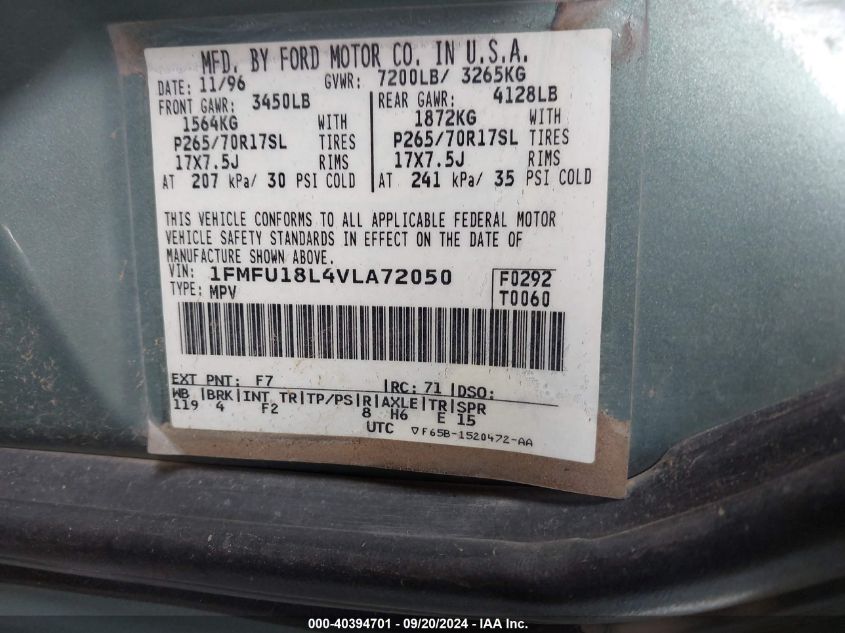 MFD. BY FORD MOTOR CO. IN U.S.A.
DATE: 11/96 GVWR: 7200LB/ 3265KG
FRONT GAWR: 3450LB REAR GAWR: 4128LB
1564KG WITH 1872KG WITH
P265/70R17SL TIRES P265/70R17SL TIRES
17X7.5J RIMS 17X7.5J RIMS
AT 207 kPa/ 30 PSI COLD AT 241 kPa/ 35 PSI COLD
THIS VEHICLE CONFORMS TO ALL APPLICABLE FEDERAL MOTOR
VEHICLE SAFETY STANDARDS IN EFFECT ON THE DATE OF
MANUFACTURE SHOWN ABOVE.
VIN: 1FMFU18L4VLA72050 F0292
TYPE: MPV T0060
EXT PNT: F7 |RC: 71 |DSO:
WB |BRK|INT TR|TP/PS|R|AXLE|TR|SPR
119 4 F2 8 H6 E 15
UTC ▽F65B-1520472-AA
000-40394701 - 09/20/2024 - IAA Inc.